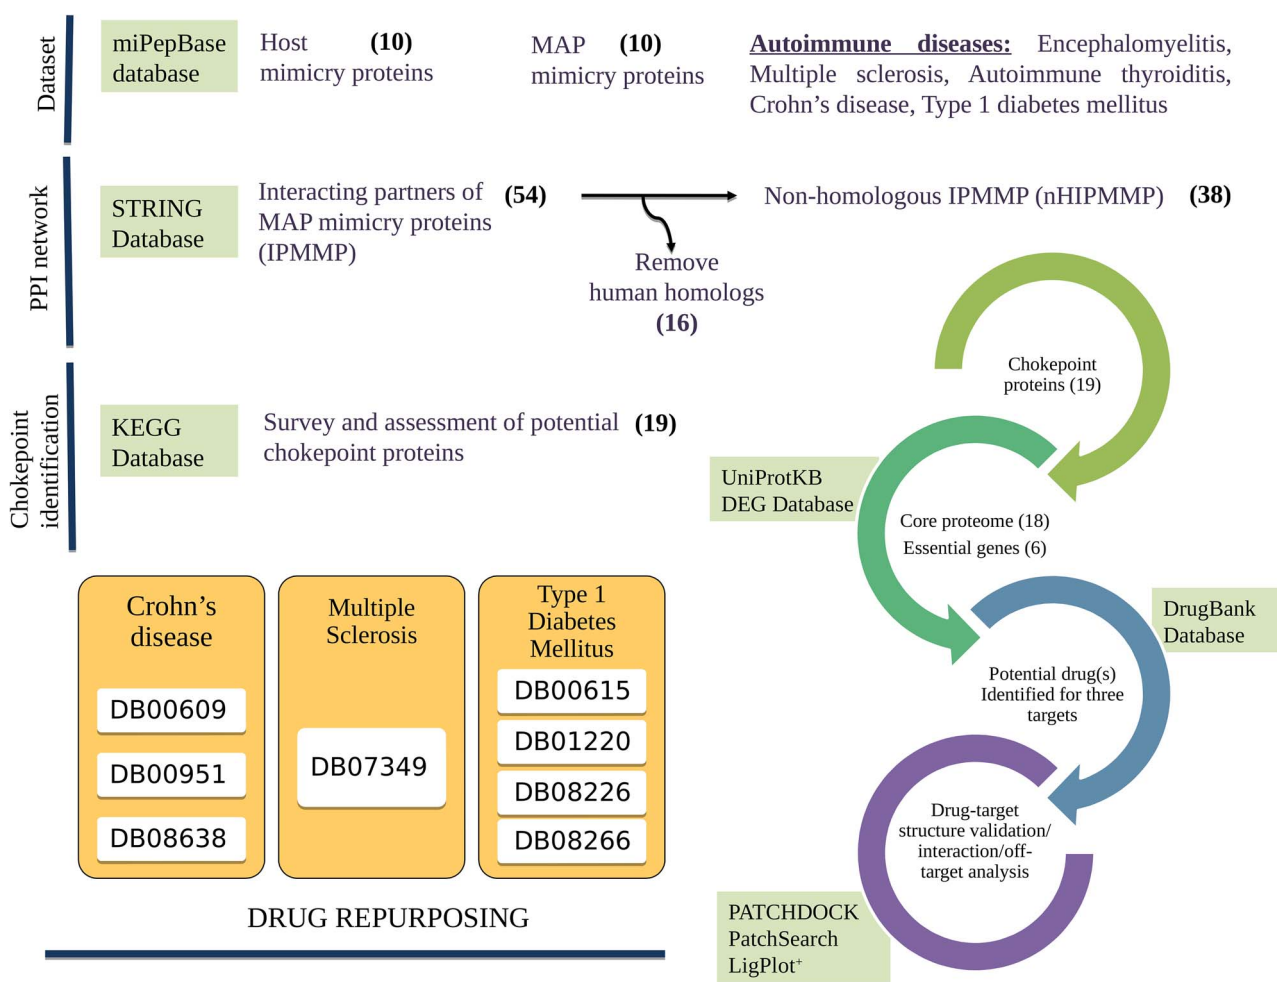 Dataset
miPepBase
database
Host (10)
mimicry proteins
MAP (10)
mimicry proteins
Autoimmune diseases: Encephalomyelitis,
Multiple sclerosis, Autoimmune thyroiditis,
Crohn’s disease, Type 1 diabetes mellitus
PPI network
STRING
Database
Interacting partners of (54)
MAP mimicry proteins
(IPMMP)
Remove
human homologs
(16)
Non-homologous IPMMP (nHIPMMP) (38)
Chokepoint
identification
KEGG
Database
Survey and assessment of potential (19)
chokepoint proteins
Chokepoint
proteins (19)
UniProtKB
DEG Database
Core proteome (18)
Essential genes (6)
DrugBank
Database
Potential drug(s)
Identified for three
targets
Drug-target
structure validation/
interaction/off-
target analysis
PATCHDOCK
PatchSearch
LigPlot+
Crohn’s
disease
DB00609
DB00951
DB08638
Multiple
Sclerosis
DB07349
Type 1
Diabetes
Mellitus
DB00615
DB01220
DB08226
DB08266
DRUG REPURPOSING